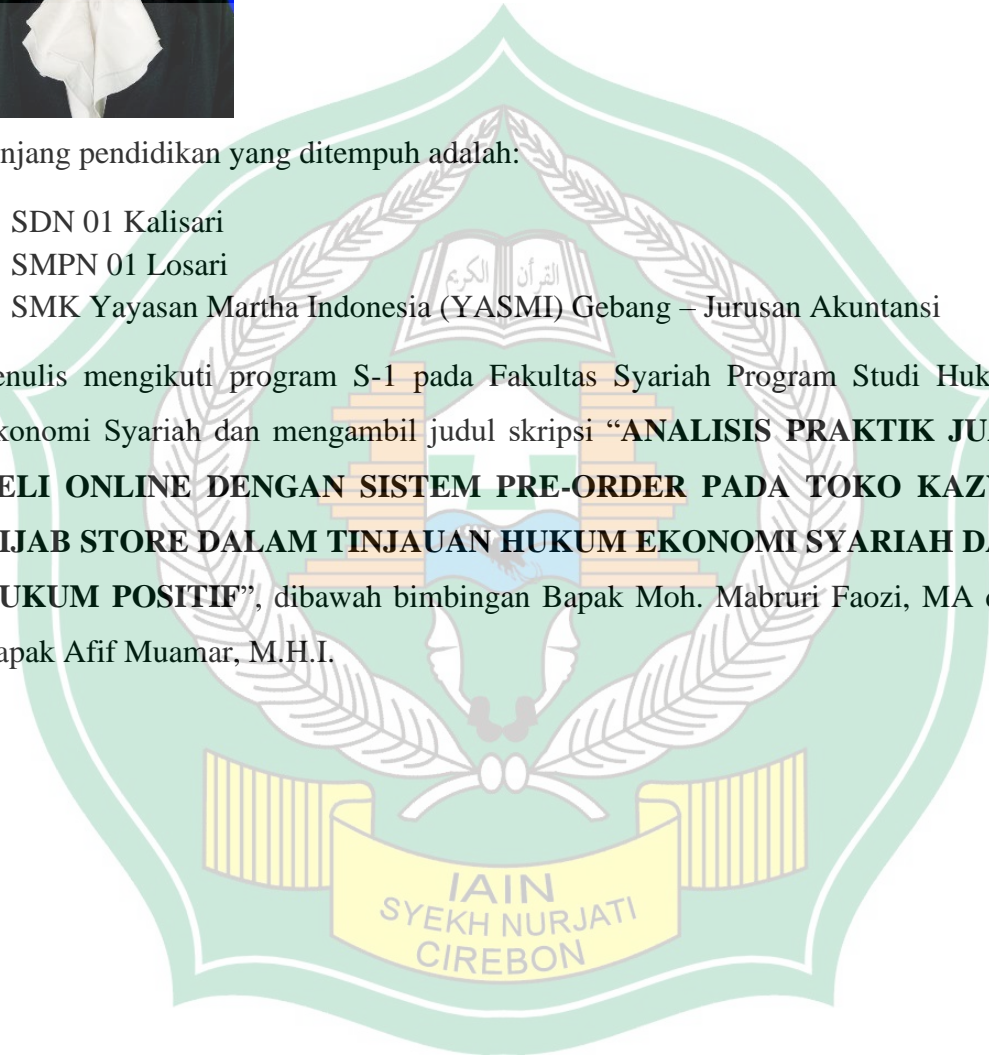 njang pendidikan yang ditempuh adalah:
SDN 01 Kalisari
SMPN 01 Losari
SMK Yayasan Martha Indonesia (YASMI) Gebang – Jurusan Akuntansi
القرآن الكريم
enulis mengikuti program S-1 pada Fakultas Syariah Program Studi Huk
konomi Syariah dan mengambil judul skripsi “ANALISIS PRAKTIK JUA
ELI ONLINE DENGAN SISTEM PRE-ORDER PADA TOKO KAZ
IJAB STORE DALAM TINJAUAN HUKUM EKONOMI SYARIAH DA
UKUM POSITIF”, dibawah bimbingan Bapak Moh. Mabruri Faozi, MA
apak Afif Muamar, M.H.I.
IAIN
SYEKH NURJATI
CIREBON